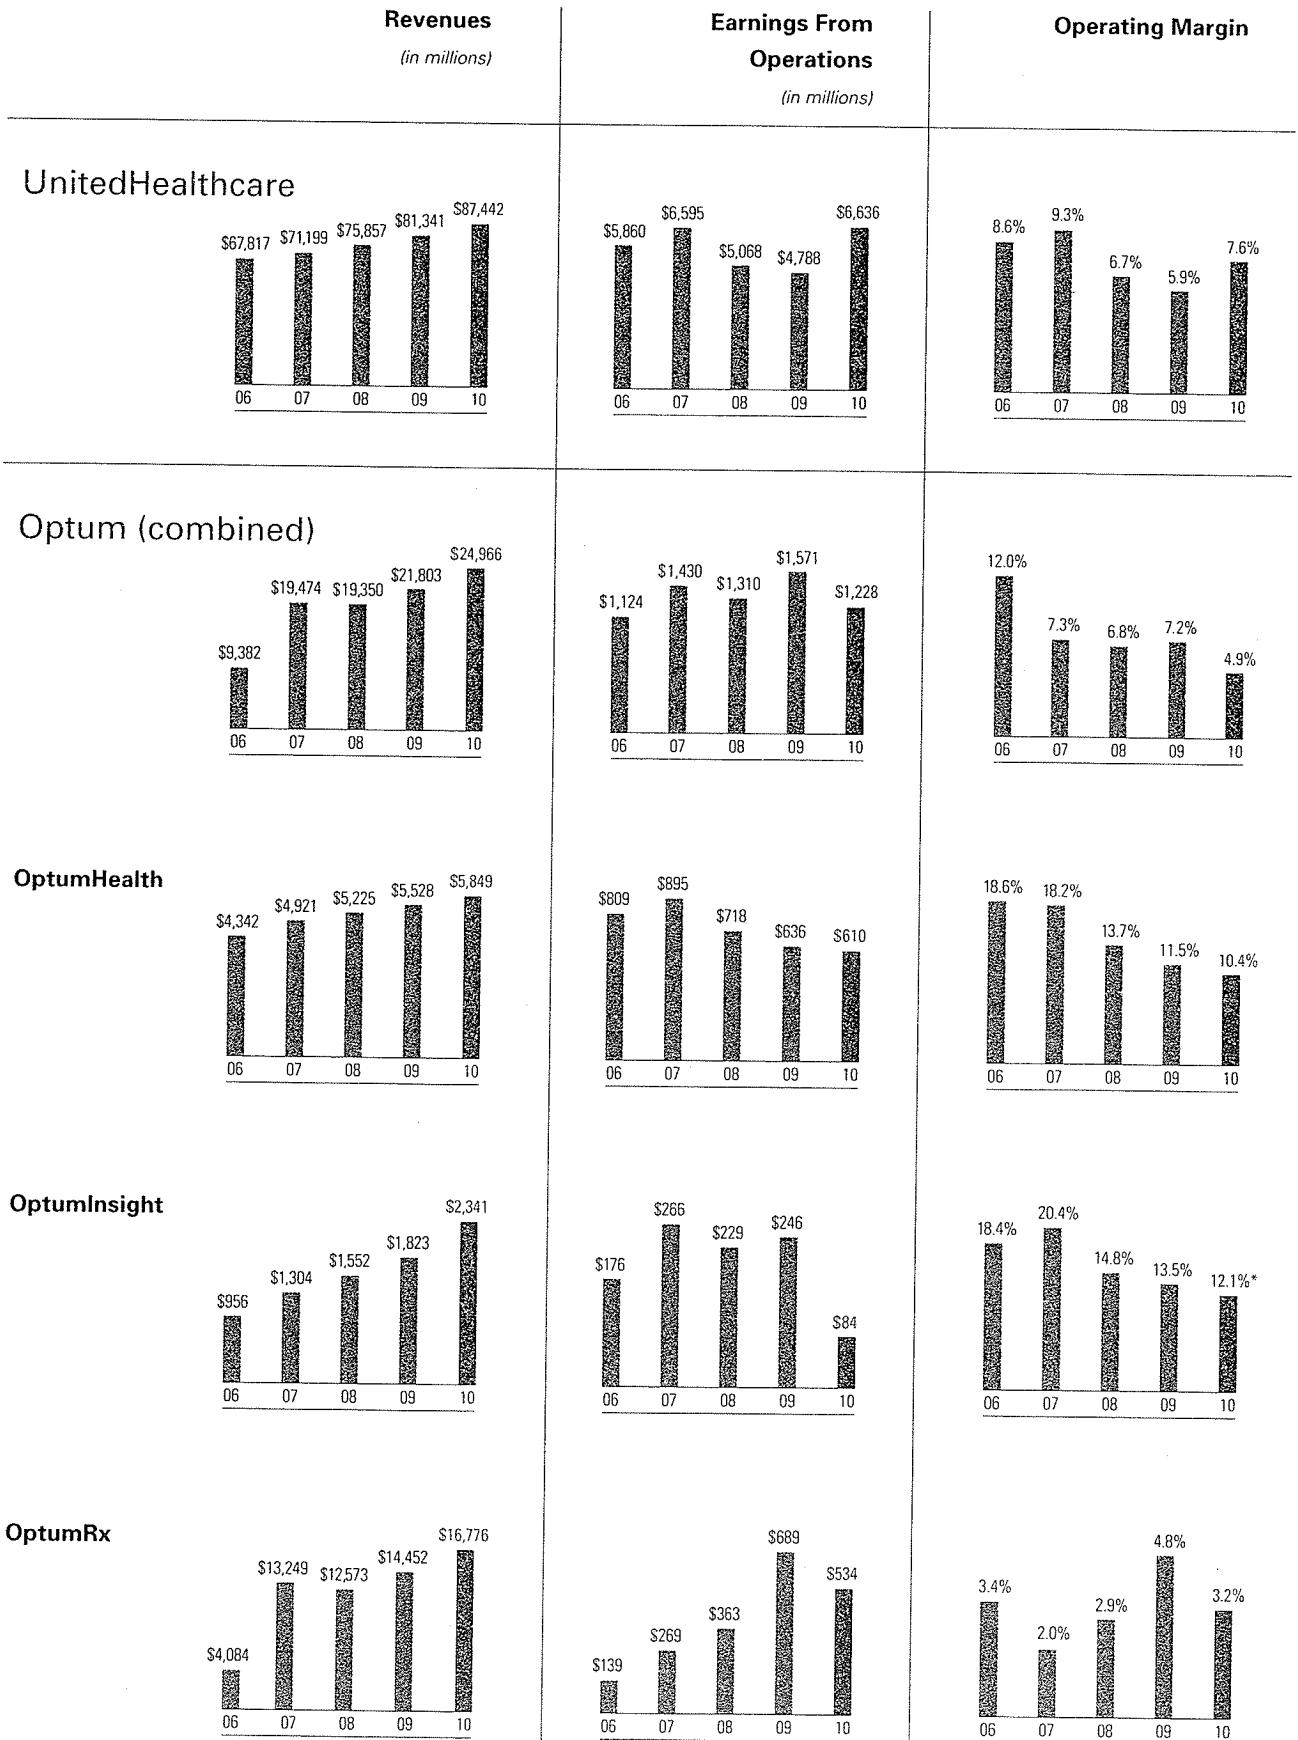 Revenues
(in millions)
Earnings From
Operations
(in millions)
Operating Margin
UnitedHealthcare
$67,817 $71,199 $75,857 $81,341 $87,442
06 07 08 09 10
$5,860 $6,595 $5,068 $4,788 $6,636
06 07 08 09 10
8.6% 9.3% 6.7% 5.9% 7.6%
06 07 08 09 10
Optum (combined)
$9,382 $19,474 $19,350 $21,803 $24,966
06 07 08 09 10
$1,124 $1,430 $1,310 $1,571 $1,228
06 07 08 09 10
12.0% 7.3% 6.8% 7.2% 4.9%
06 07 08 09 10
OptumHealth
$4,342 $4,921 $5,225 $5,528 $5,849
06 07 08 09 10
$809 $895 $718 $636 $610
06 07 08 09 10
18.6% 18.2% 13.7% 11.5% 10.4%
06 07 08 09 10
OptumInsight
$956 $1,304 $1,552 $1,823 $2,341
06 07 08 09 10
$176 $266 $229 $246 $84
06 07 08 09 10
18.4% 20.4% 14.8% 13.5% 12.1%*
06 07 08 09 10
OptumRx
$4,084 $13,249 $12,573 $14,452 $16,776
06 07 08 09 10
$139 $269 $363 $689 $534
06 07 08 09 10
3.4% 2.0% 2.9% 4.8% 3.2%
06 07 08 09 10